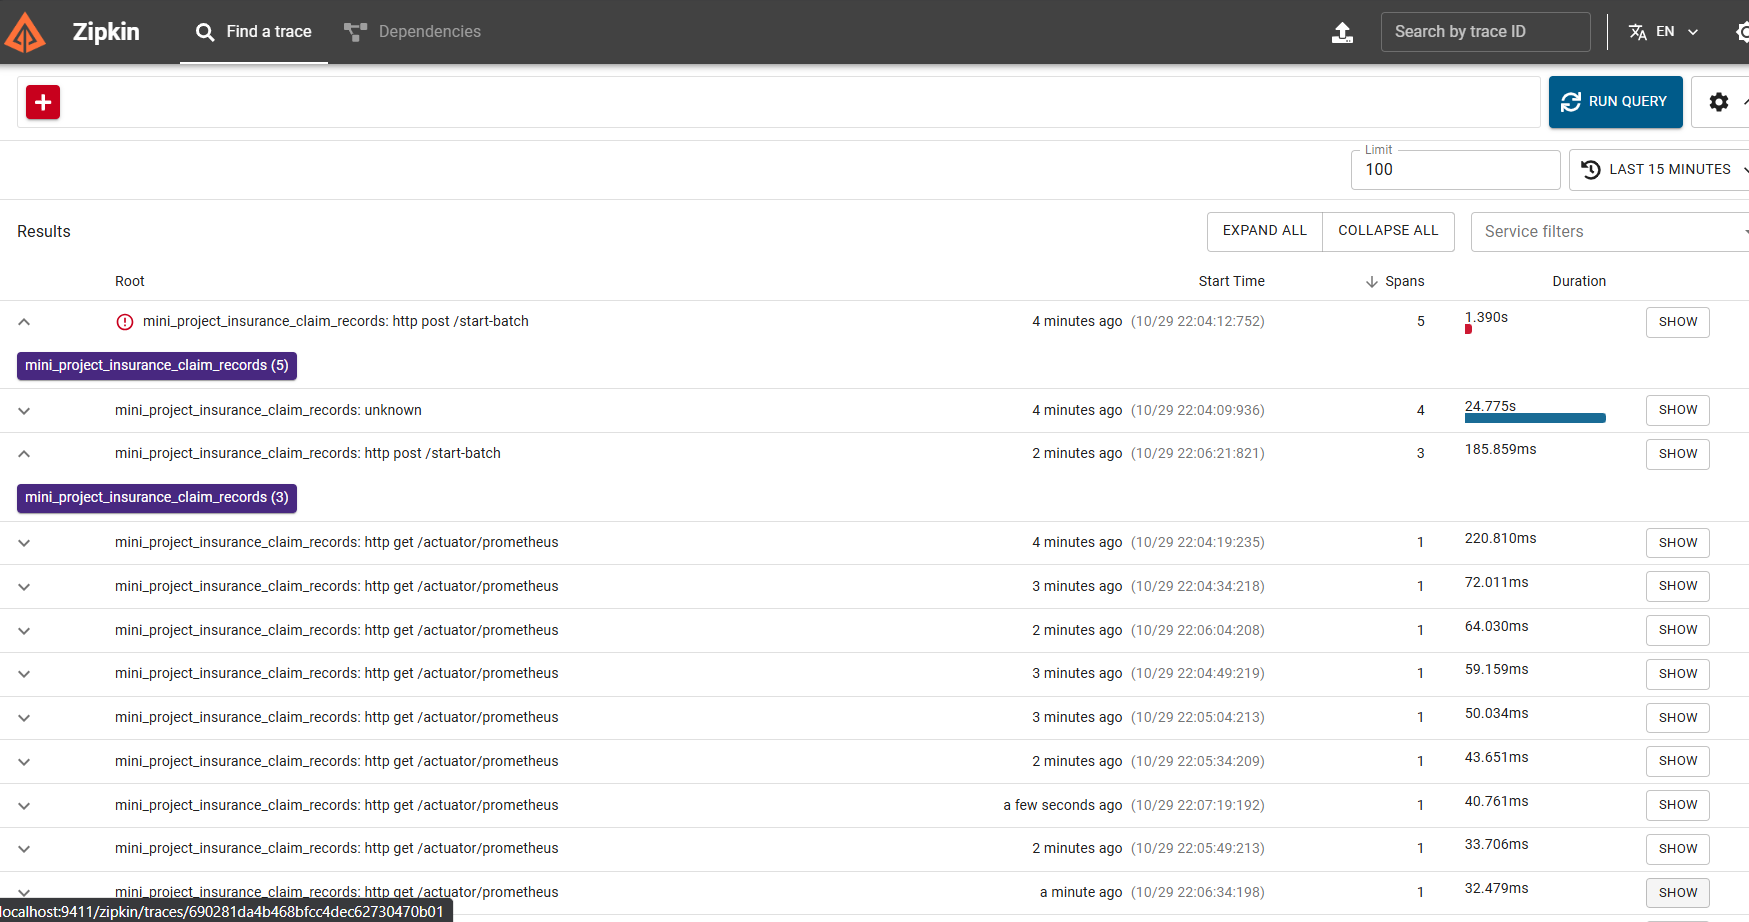 Zipkin Find a trace Dependencies Search by trace ID EN
RUN QUERY
Limit
100 LAST 15 MINUTES
Results EXPAND ALL COLLAPSE ALL Service filters
Root Start Time Spans Duration
mini_project_insurance_claim_records: http post /start-batch 4 minutes ago (10/29 22:04:12:752) 5 1.390s SHOW
mini_project_insurance_claim_records (5)
mini_project_insurance_claim_records: unknown 4 minutes ago (10/29 22:04:09:936) 4 24.775s SHOW
mini_project_insurance_claim_records: http post /start-batch 2 minutes ago (10/29 22:06:21:821) 3 185.859ms SHOW
mini_project_insurance_claim_records (3)
mini_project_insurance_claim_records: http get /actuator/prometheus 4 minutes ago (10/29 22:04:19:235) 1 220.810ms SHOW
mini_project_insurance_claim_records: http get /actuator/prometheus 3 minutes ago (10/29 22:04:34:218) 1 72.011ms SHOW
mini_project_insurance_claim_records: http get /actuator/prometheus 2 minutes ago (10/29 22:06:04:208) 1 64.030ms SHOW
mini_project_insurance_claim_records: http get /actuator/prometheus 3 minutes ago (10/29 22:04:49:219) 1 59.159ms SHOW
mini_project_insurance_claim_records: http get /actuator/prometheus 3 minutes ago (10/29 22:05:04:213) 1 50.034ms SHOW
mini_project_insurance_claim_records: http get /actuator/prometheus 2 minutes ago (10/29 22:05:34:209) 1 43.651ms SHOW
mini_project_insurance_claim_records: http get /actuator/prometheus a few seconds ago (10/29 22:07:19:192) 1 40.761ms SHOW
mini_project_insurance_claim_records: http get /actuator/prometheus 2 minutes ago (10/29 22:05:49:213) 1 33.706ms SHOW
mini_project_insurance_claim_records: http get /actuator/prometheus a minute ago (10/29 22:06:34:198) 1 32.479ms SHOW
localhost:9411/zipkin/traces/690281da4b468bfcc4dec62730470b01